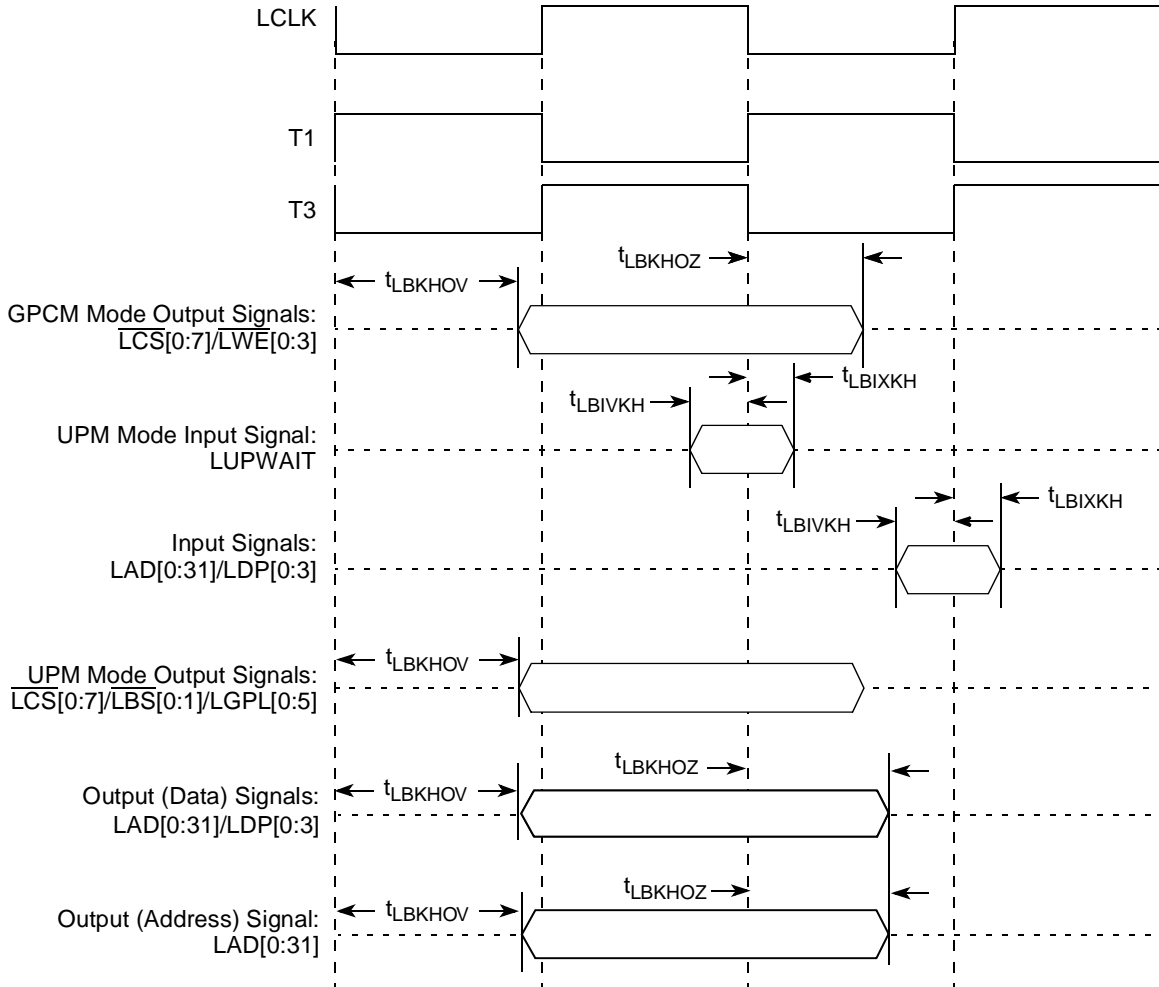 LCLK
T1
T3
tLBKHOZ
tLBKHOV
GPCM Mode Output Signals:
LCS[0:7]/LWE[0:3]
tLBIXKH
tLBIVKH
UPM Mode Input Signal:
LUPWAIT
tLBIXKH
tLBIVKH
Input Signals:
LAD[0:31]/LDP[0:3]
tLBKHOV
UPM Mode Output Signals:
LCS[0:7]/LBS[0:1]/LGPL[0:5]
tLBKHOZ
tLBKHOV
Output (Data) Signals:
LAD[0:31]/LDP[0:3]
tLBKHOZ
tLBKHOV
Output (Address) Signal:
LAD[0:31]